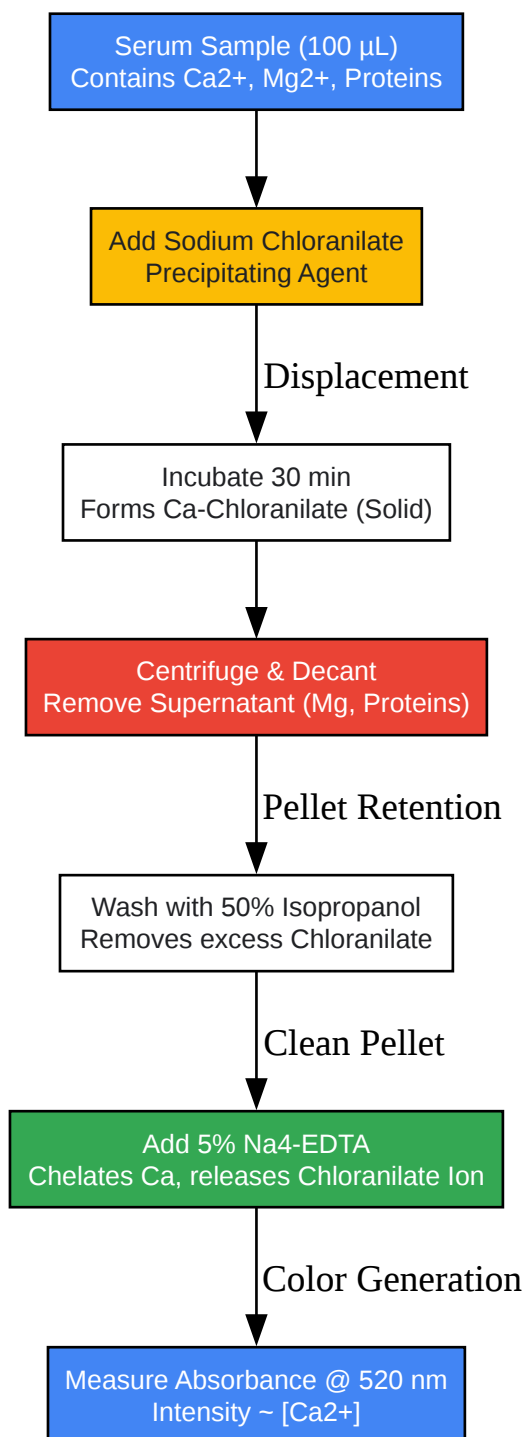 Serum Sample (100 µL)
Contains Ca2+, Mg2+, Proteins
Add Sodium Chloranilate
Precipitating Agent
Displacement
Incubate 30 min
Forms Ca-Chloranilate (Solid)
Centrifuge & Decant
Remove Supernatant (Mg, Proteins)
Pellet Retention
Wash with 50% Isopropanol
Removes excess Chloranilate
Clean Pellet
Add 5% Na4-EDTA
Chelates Ca, releases Chloranilate Ion
Color Generation
Measure Absorbance @ 520 nm
Intensity ~ [Ca2+]